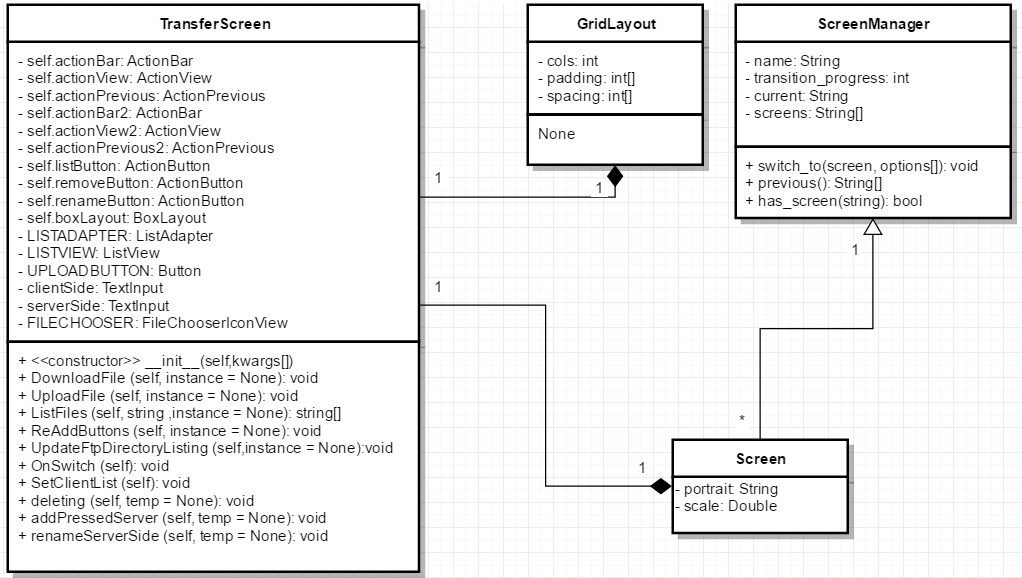 TransferScreen
- self.actionBar: ActionBar
- self.actionView: ActionView
- self.actionPrevious: ActionPrevious
- self.actionBar2: ActionBar
- self.actionView2: ActionView
- self.actionPrevious2: ActionPrevious
- self.listButton: ActionButton
- self.removeButton: ActionButton
- self.renameButton: ActionButton
- self.boxLayout: BoxLayout
- LISTADAPTER: ListAdapter
- LISTVIEW: ListView
- UPLOADBUTTON: Button
- clientSide: TextInput
- serverSide: TextInput
- FILECHOOSER: FileChooserIconView
+ <<constructor>> __init__(self,kwargs[])
+ DownloadFile (self, instance = None): void
+ UploadFile (self, instance = None): void
+ ListFiles (self, string ,instance = None): string[]
+ ReAddButtons (self, instance = None): void
+ UpdateFtpDirectoryListing (self,instance = None):void
+ OnSwitch (self): void
+ SetClientList (self): void
+ deleting (self, temp = None): void
+ addPressedServer (self, temp = None): void
+ renameServerSide (self, temp = None): void
GridLayout
- cols: int
- padding: int[]
- spacing: int[]
None
ScreenManager
- name: String
- transition_progress: int
- current: String
- screens: String[]
+ switch_to(screen, options[]): void
+ previous(): String[]
+ has_screen(string): bool
1
1
1
1
*
1
Screen
- portrait: String
- scale: Double